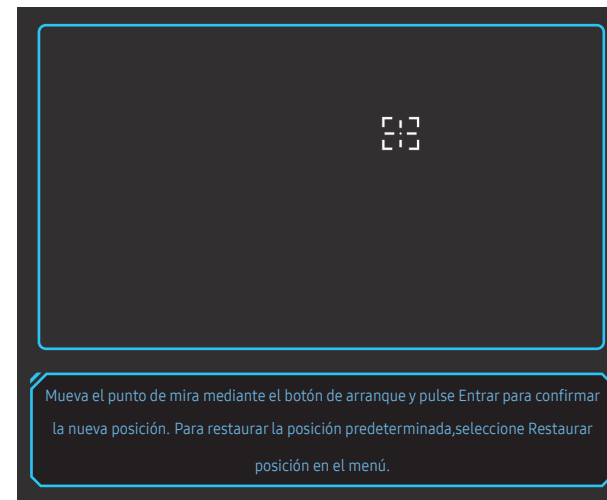 Mueva el punto de mira mediante el botón de arranque y pulse Entrar para confirmar
la nueva posición. Para restaurar la posición predeterminada,seleccione Restaurar
posición en el menú.